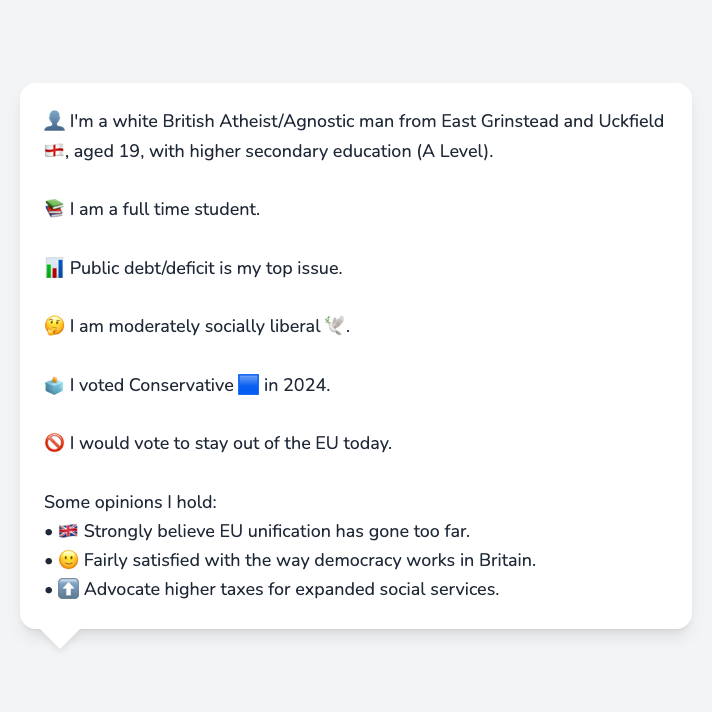 👤 I'm a white British Atheist/Agnostic man from East Grinstead and Uckfield
🏴󠁧󠁢󠁥󠁮󠁧󠁿, aged 19, with higher secondary education (A Level).
📚 I am a full time student.
📊 Public debt/deficit is my top issue.
🤔 I am moderately socially liberal 🕊️.
🗳️ I voted Conservative 🟦 in 2024.
🚫 I would vote to stay out of the EU today.
Some opinions I hold:
• 🇬🇧 Strongly believe EU unification has gone too far.
• 🙂 Fairly satisfied with the way democracy works in Britain.
• ⬆️ Advocate higher taxes for expanded social services.